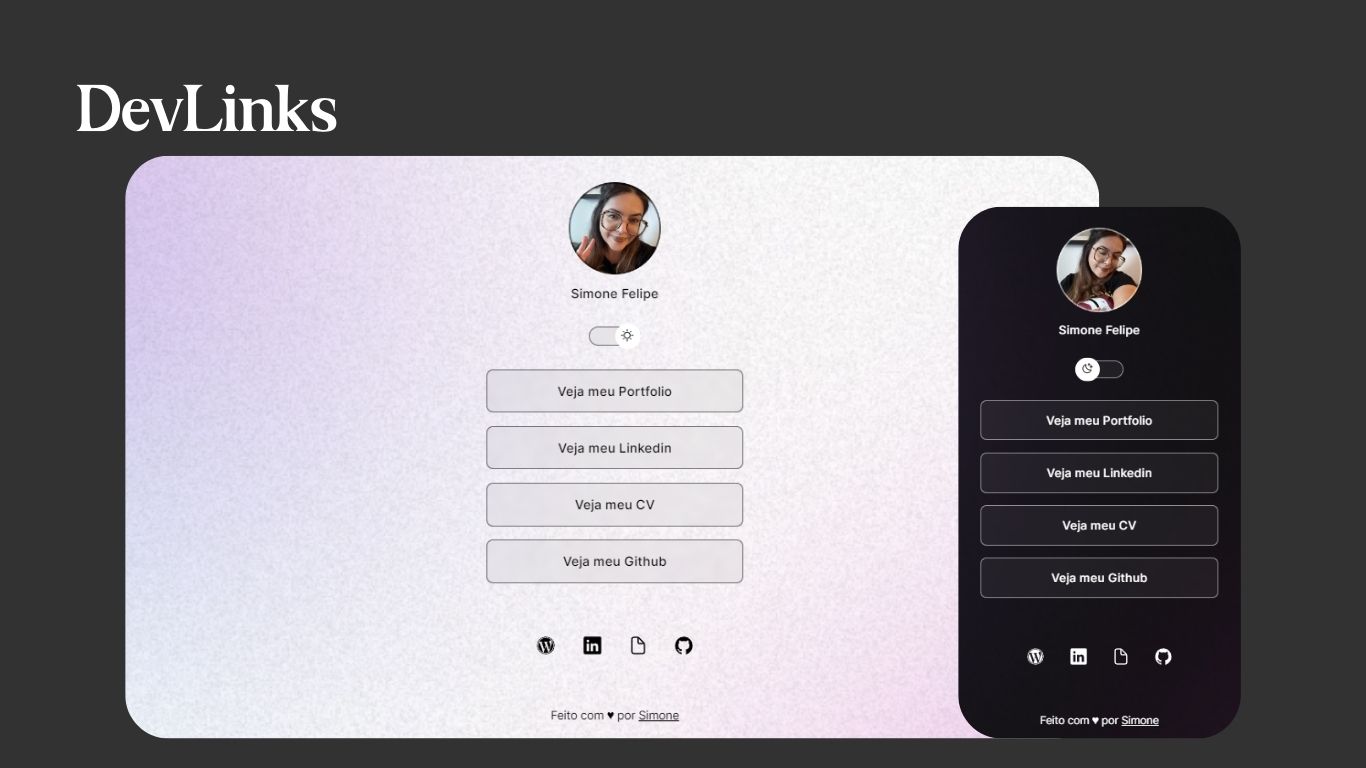 DevLinks
Simone Felipe
Veja meu Portfolio
Veja meu Linkedin
Veja meu CV
Veja meu Github
Feito com ♥ por Simone
Simone Felipe
Veja meu Portfolio
Veja meu Linkedin
Veja meu CV
Veja meu Github
Feito com ♥ por Simone